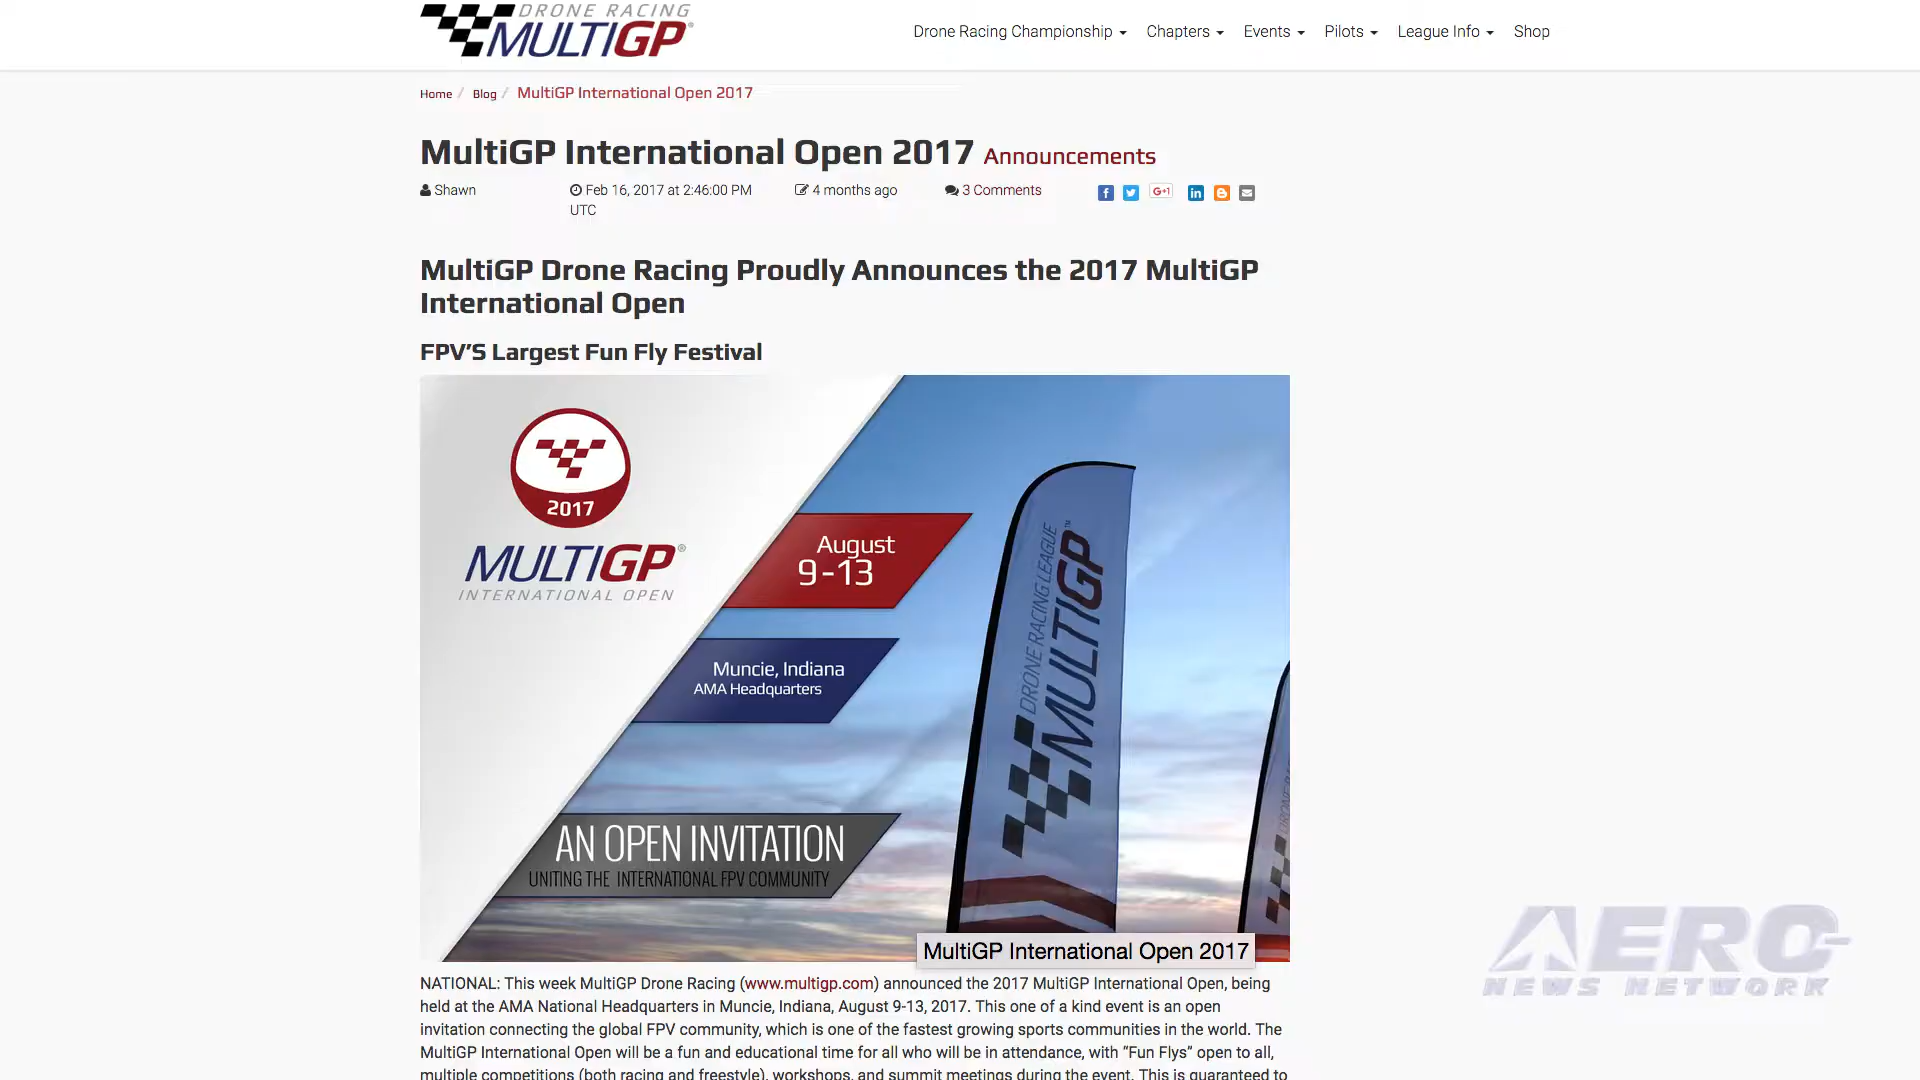 DRONE RACING
MULTIGP®
Drone Racing Championship Chapters Events Pilots League Info Shop
Home / Blog / MultiGP International Open 2017
MultiGP International Open 2017 Announcements
Shawn Feb 16, 2017 at 2:46:00 PM UTC 4 months ago 3 Comments
f G+1 in
MultiGP Drone Racing Proudly Announces the 2017 MultiGP
International Open
FPV'S Largest Fun Fly Festival
2017
MULTIGP®
INTERNATIONAL OPEN
August
9-13
Muncie, Indiana
AMA Headquarters
AN OPEN INVITATION
UNITING THE INTERNATIONAL FPV COMMUNITY
DRONE RACING LEAGUE
MULTIGP™
MultiGP International Open 2017
NATIONAL: This week MultiGP Drone Racing (www.multigp.com) announced the 2017 MultiGP International Open, being
held at the AMA National Headquarters in Muncie, Indiana, August 9-13, 2017. This one of a kind event is an open
invitation connecting the global FPV community, which is one of the fastest growing sports communities in the world. The
MultiGP International Open will be a fun and educational time for all who will be in attendance, with “Fun Flys” open to all,
multiple competitions (both racing and freestyle), workshops, and summit meetings during the event. This is guaranteed to
AERO
NEWS NETWORK